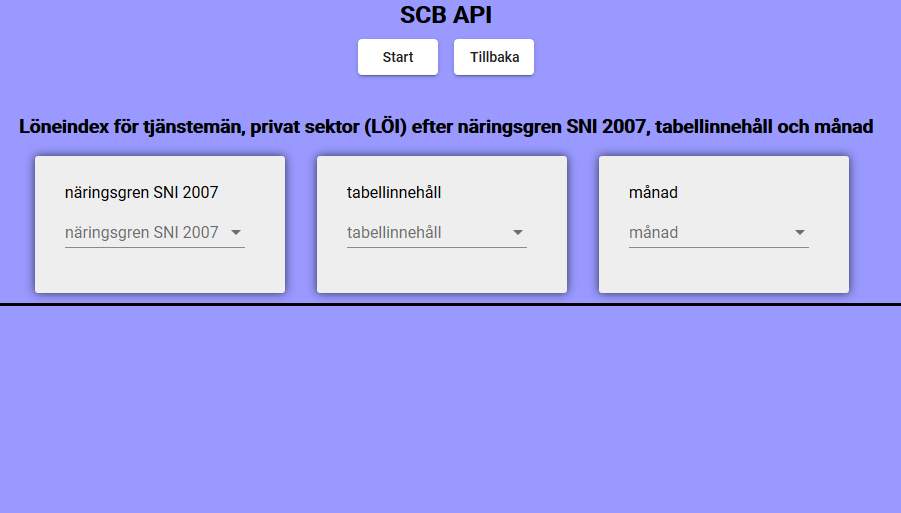 SCB API
Start Tillbaka
Löneindex för tjänstemän, privat sektor (LÖI) efter näringsgren SNI 2007, tabellinnehåll och månad
näringsgren SNI 2007
näringsgren SNI 2007
tabellinnehåll
tabellinnehåll
månad
månad